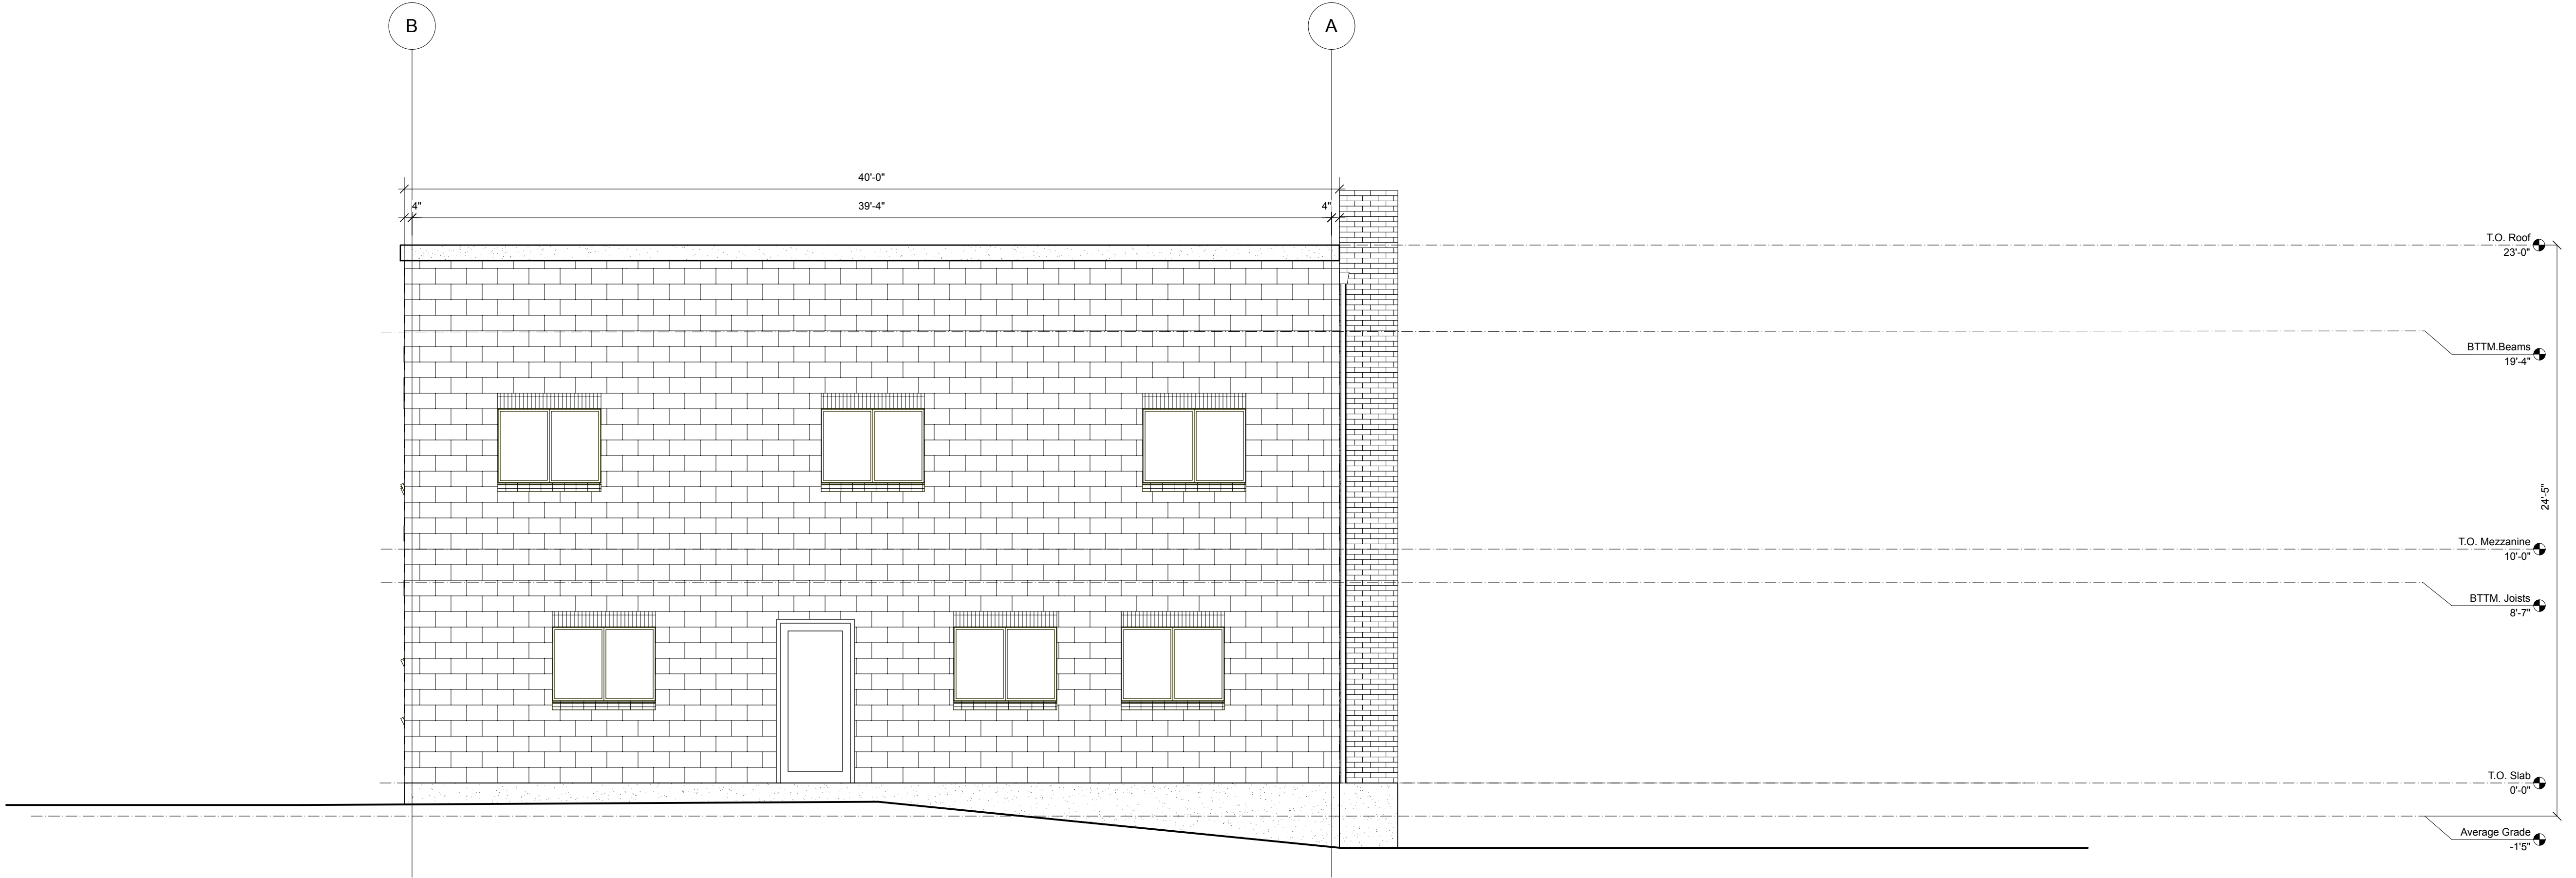 B
A
40'-0"
4"
39'-4"
4"
T.O. Roof
23'-0"
BTTM.Beams
19'-4"
24'-5"
T.O. Mezzanine
10'-0"
BTTM. Joists
8'-7"
T.O. Slab
0'-0"
Average Grade
-1'5"